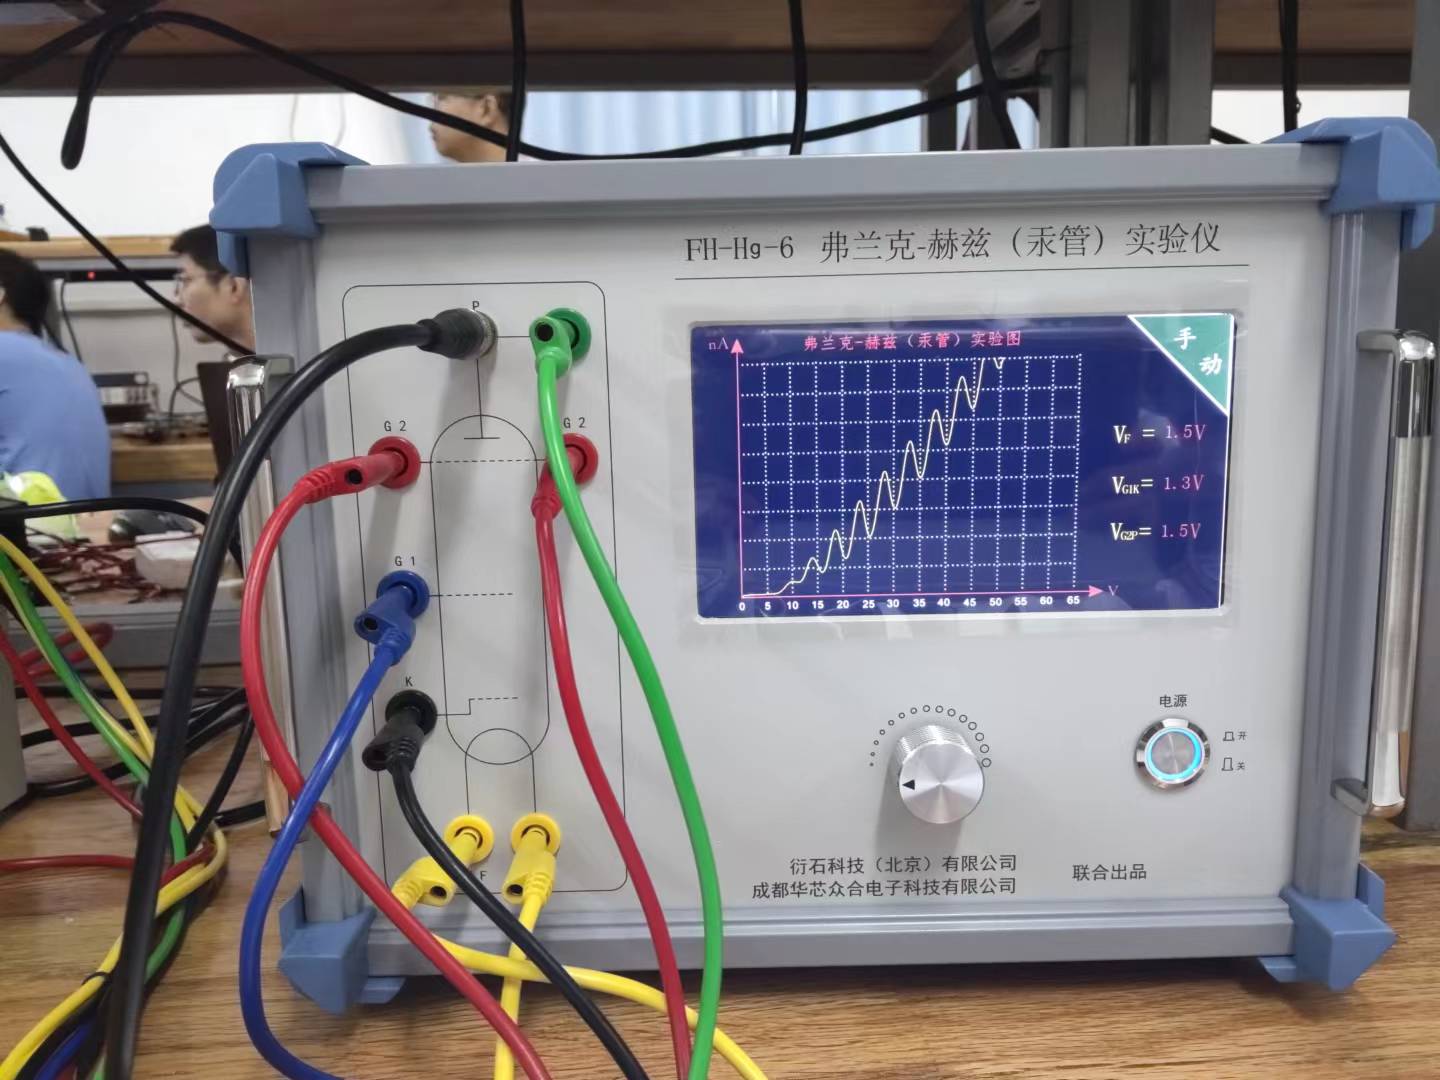 FH-Hg-6 弗兰克-赫兹（汞管）实验仪
P
G 2
G 2
G 1
K
F
nA
弗兰克-赫兹（汞管）实验图
手动
VF = 1.5V
VG1K= 1.3V
VG2P= 1.5V
0 5 10 15 20 25 30 35 40 45 50 55 60 65
V
电源
开
关
衍石科技（北京）有限公司
成都华芯众合电子科技有限公司
联合出品